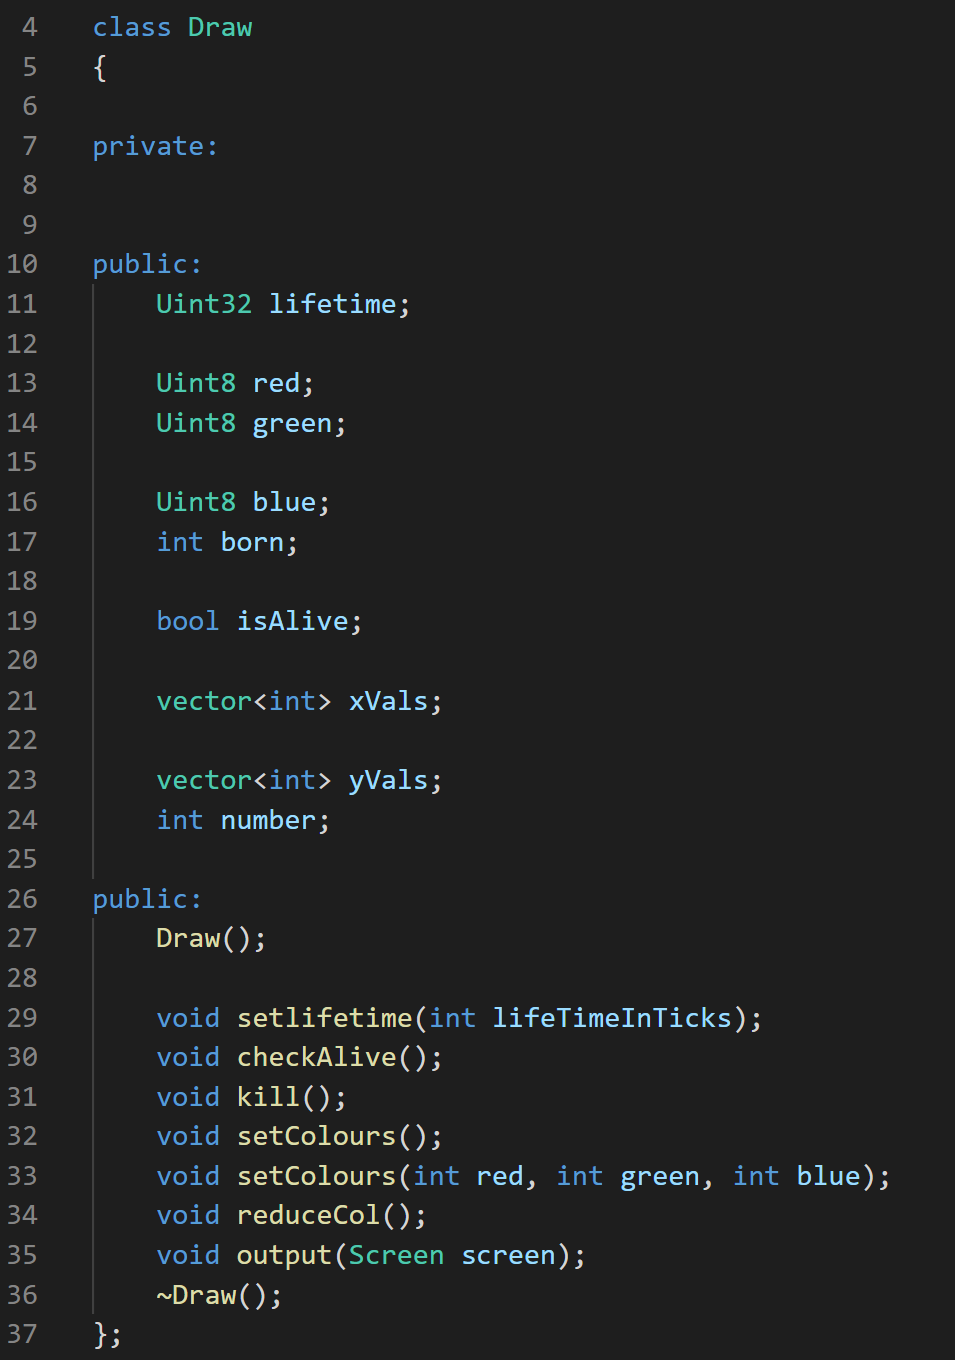 4 class Draw
5 {
6
7 private:
8
9
10 public:
11     Uint32 lifetime;
12
13     Uint8 red;
14     Uint8 green;
15
16     Uint8 blue;
17     int born;
18
19     bool isAlive;
20
21     vector<int> xVals;
22
23     vector<int> yVals;
24     int number;
25
26 public:
27     Draw();
28
29     void setlifetime(int lifeTimeInTicks);
30     void checkAlive();
31     void kill();
32     void setColours();
33     void setColours(int red, int green, int blue);
34     void reduceCol();
35     void output(Screen screen);
36     ~Draw();
37 };